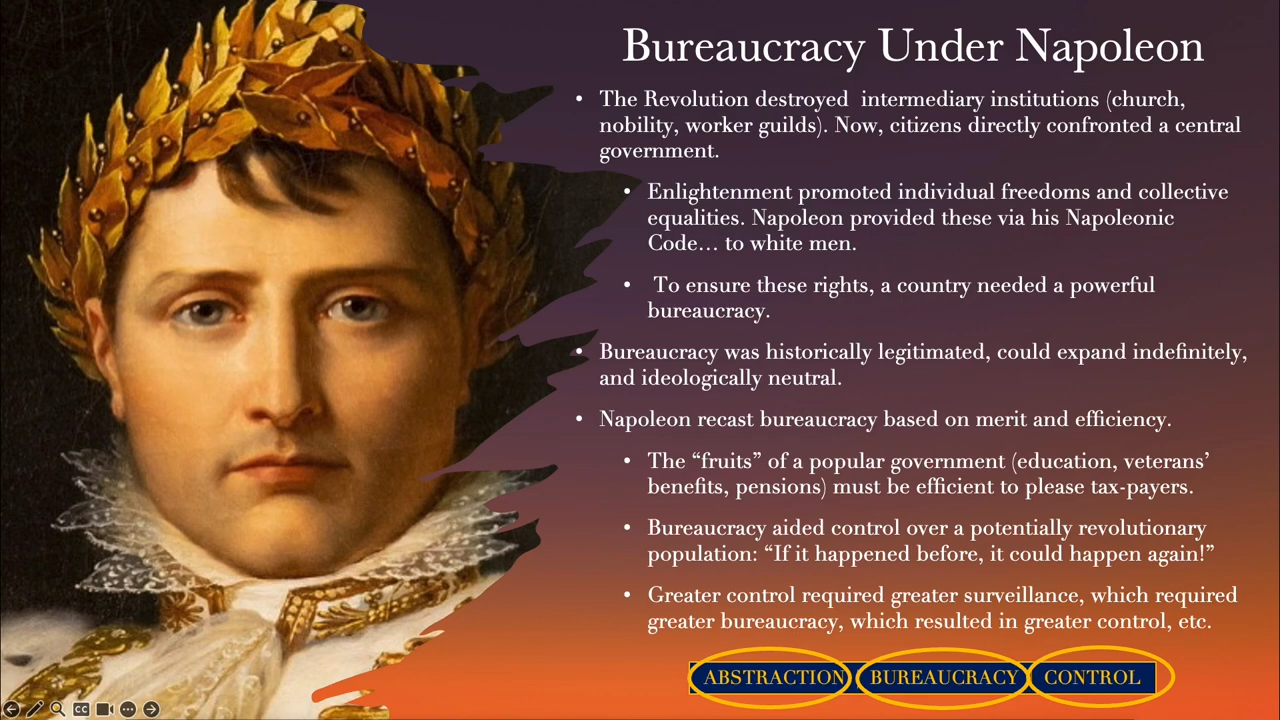 Bureaucracy Under Napoleon
• The Revolution destroyed intermediary institutions (church,
nobility, worker guilds). Now, citizens directly confronted a central
government.
• Enlightenment promoted individual freedoms and collective
equalities. Napoleon provided these via his Napoleonic
Code… to white men.
• To ensure these rights, a country needed a powerful
bureaucracy.
• Bureaucracy was historically legitimated, could expand indefinitely,
and ideologically neutral.
• Napoleon recast bureaucracy based on merit and efficiency.
• The “fruits” of a popular government (education, veterans’
benefits, pensions) must be efficient to please tax-payers.
• Bureaucracy aided control over a potentially revolutionary
population: “If it happened before, it could happen again!”
• Greater control required greater surveillance, which required
greater bureaucracy, which resulted in greater control, etc.
ABSTRACTION BUREAUCRACY CONTROL
CC